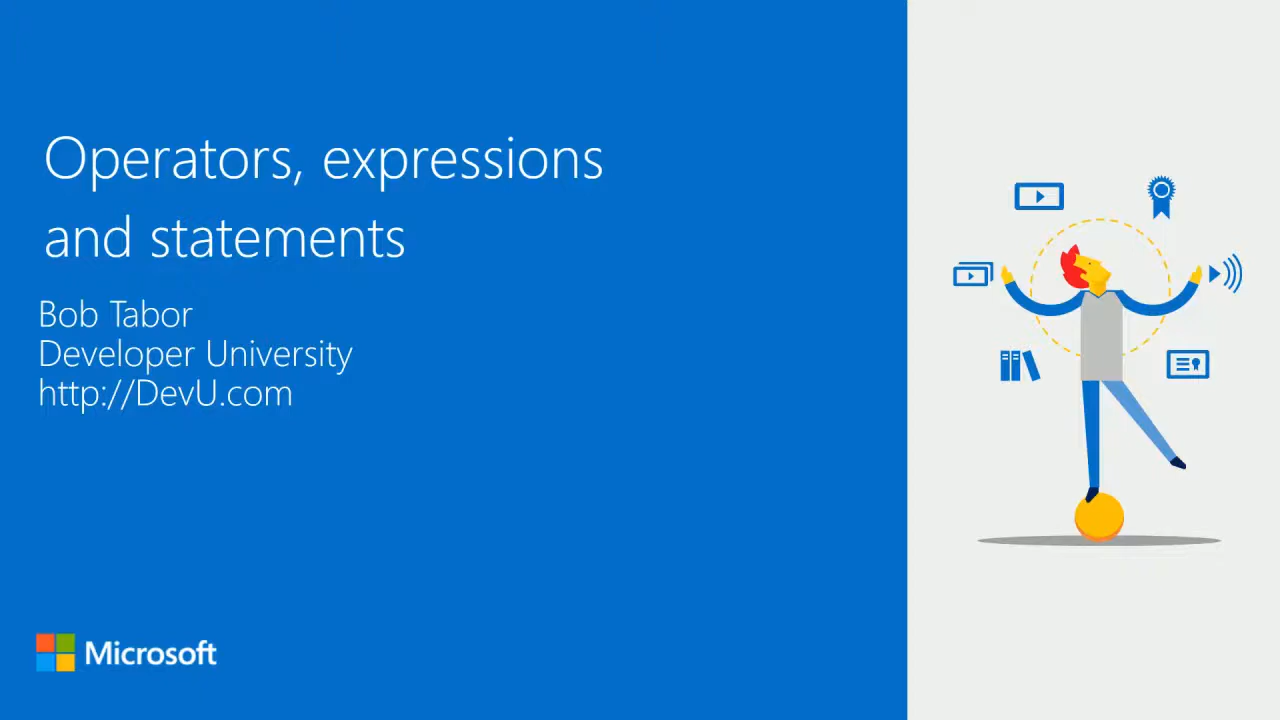 Operators, expressions
and statements
Bob Tabor
Developer University
http://DevU.com
Microsoft